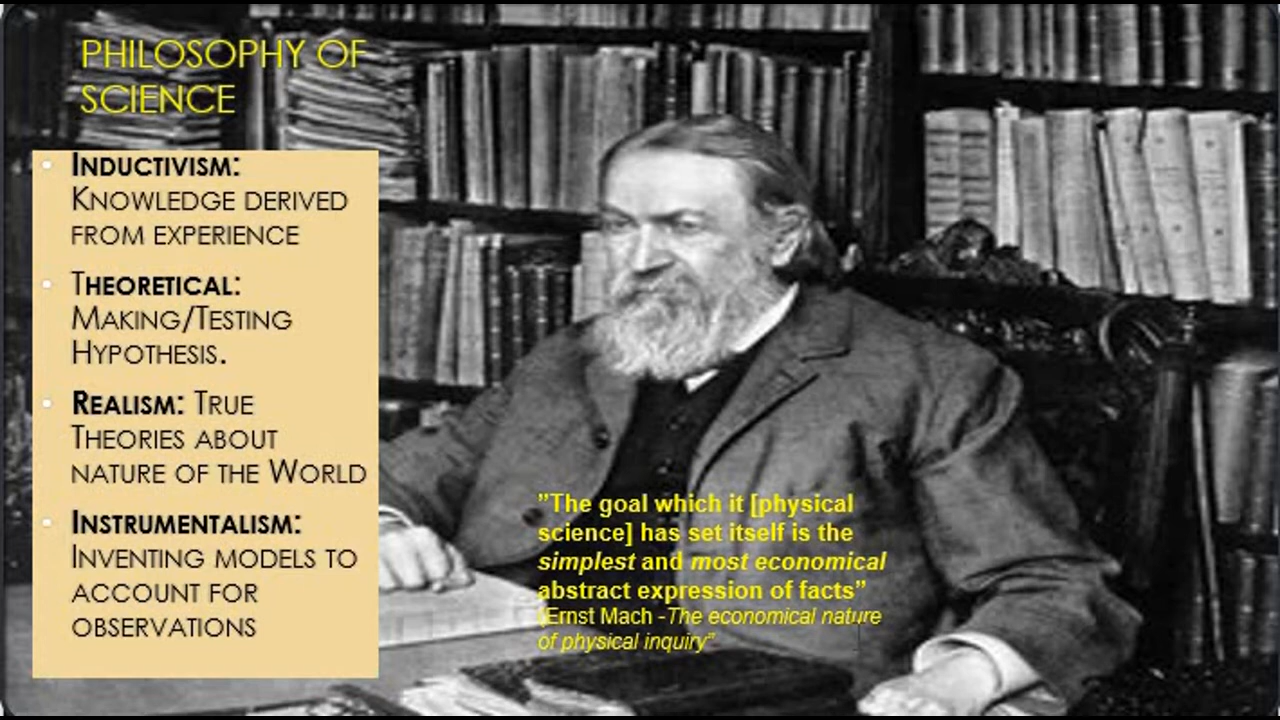 PHILOSOPHY OF
SCIENCE
• INDUCTIVISM:
KNOWLEDGE DERIVED
FROM EXPERIENCE
• THEORETICAL:
MAKING/TESTING
HYPOTHESIS.
• REALISM: TRUE
THEORIES ABOUT
NATURE OF THE WORLD
• INSTRUMENTALISM:
INVENTING MODELS TO
ACCOUNT FOR
OBSERVATIONS
”The goal which it [physical
science] has set itself is the
simplest and most economical
abstract expression of facts”
(Ernst Mach -The economical nature
of physical inquiry”